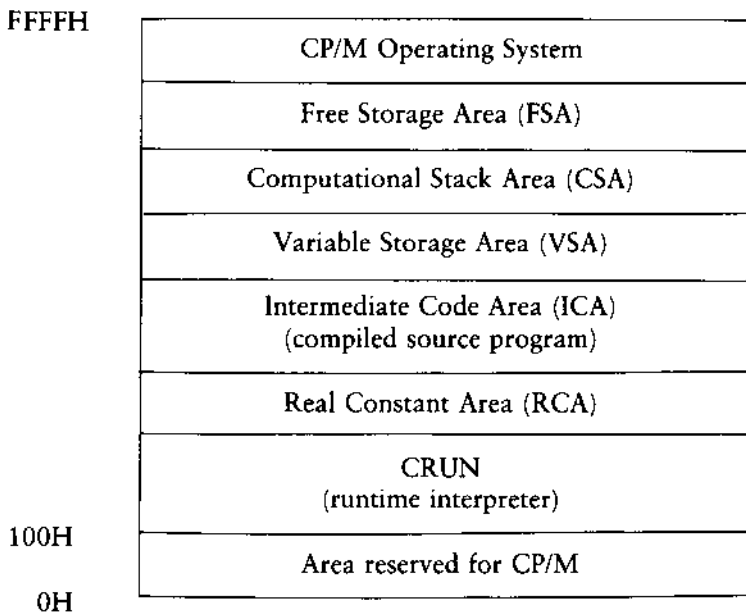 FFFFH
CP/M Operating System
Free Storage Area (FSA)
Computational Stack Area (CSA)
Variable Storage Area (VSA)
Intermediate Code Area (ICA)
(compiled source program)
Real Constant Area (RCA)
CRUN
(runtime interpreter)
100H
Area reserved for CP/M
0H